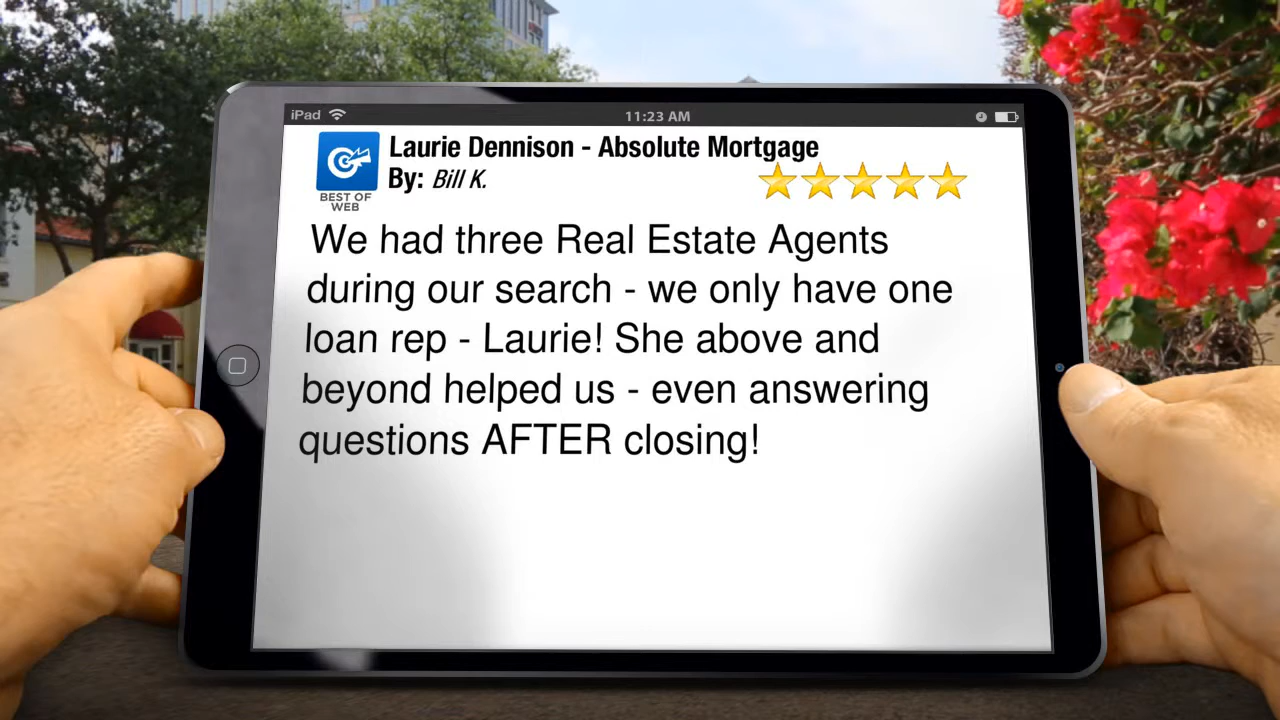 iPad 11:23 AM
Laurie Dennison - Absolute Mortgage
By: Bill K.
BEST OF
WEB
We had three Real Estate Agents
during our search - we only have one
loan rep - Laurie! She above and
beyond helped us - even answering
questions AFTER closing!